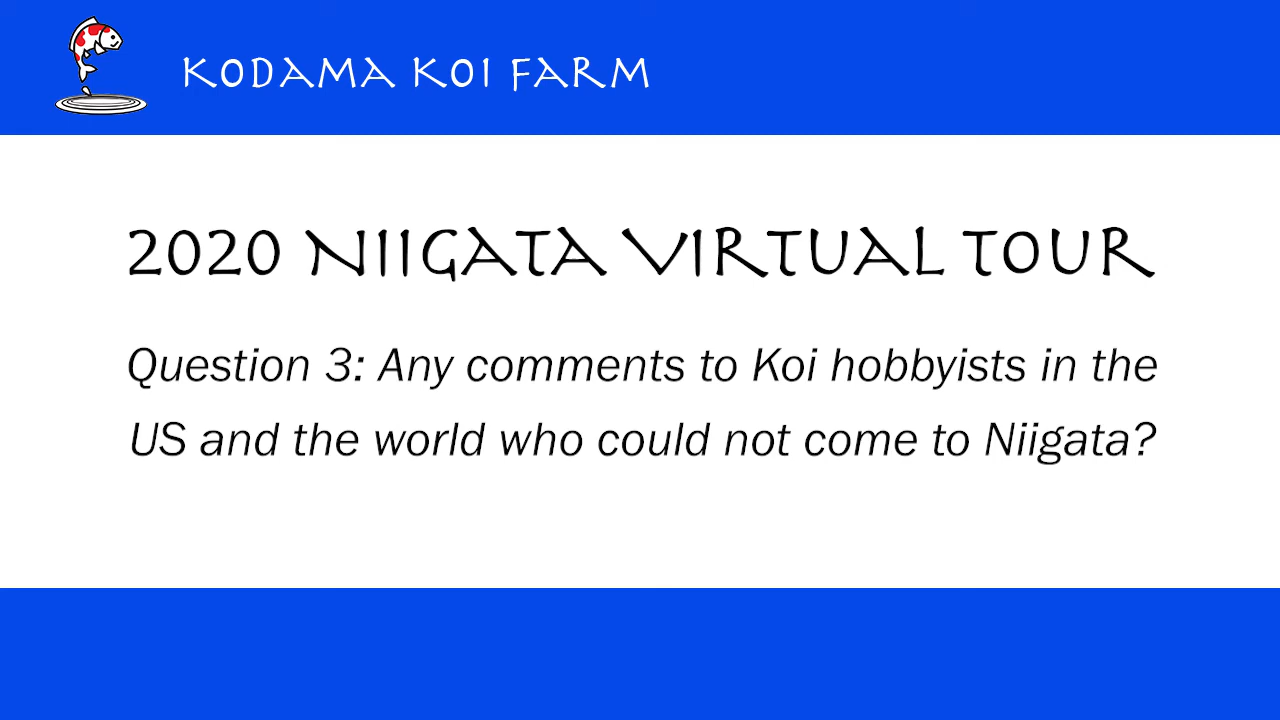 Kodama Koi Farm
2020 Niigata Virtual Tour
Question 3: Any comments to Koi hobbyists in the
US and the world who could not come to Niigata?